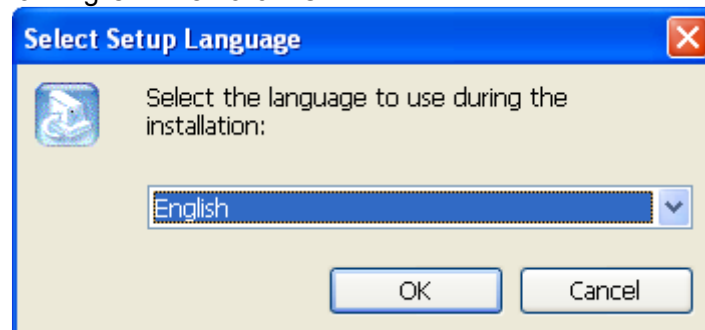 Select Setup Language
Select the language to use during the
installation:
English
OK
Cancel